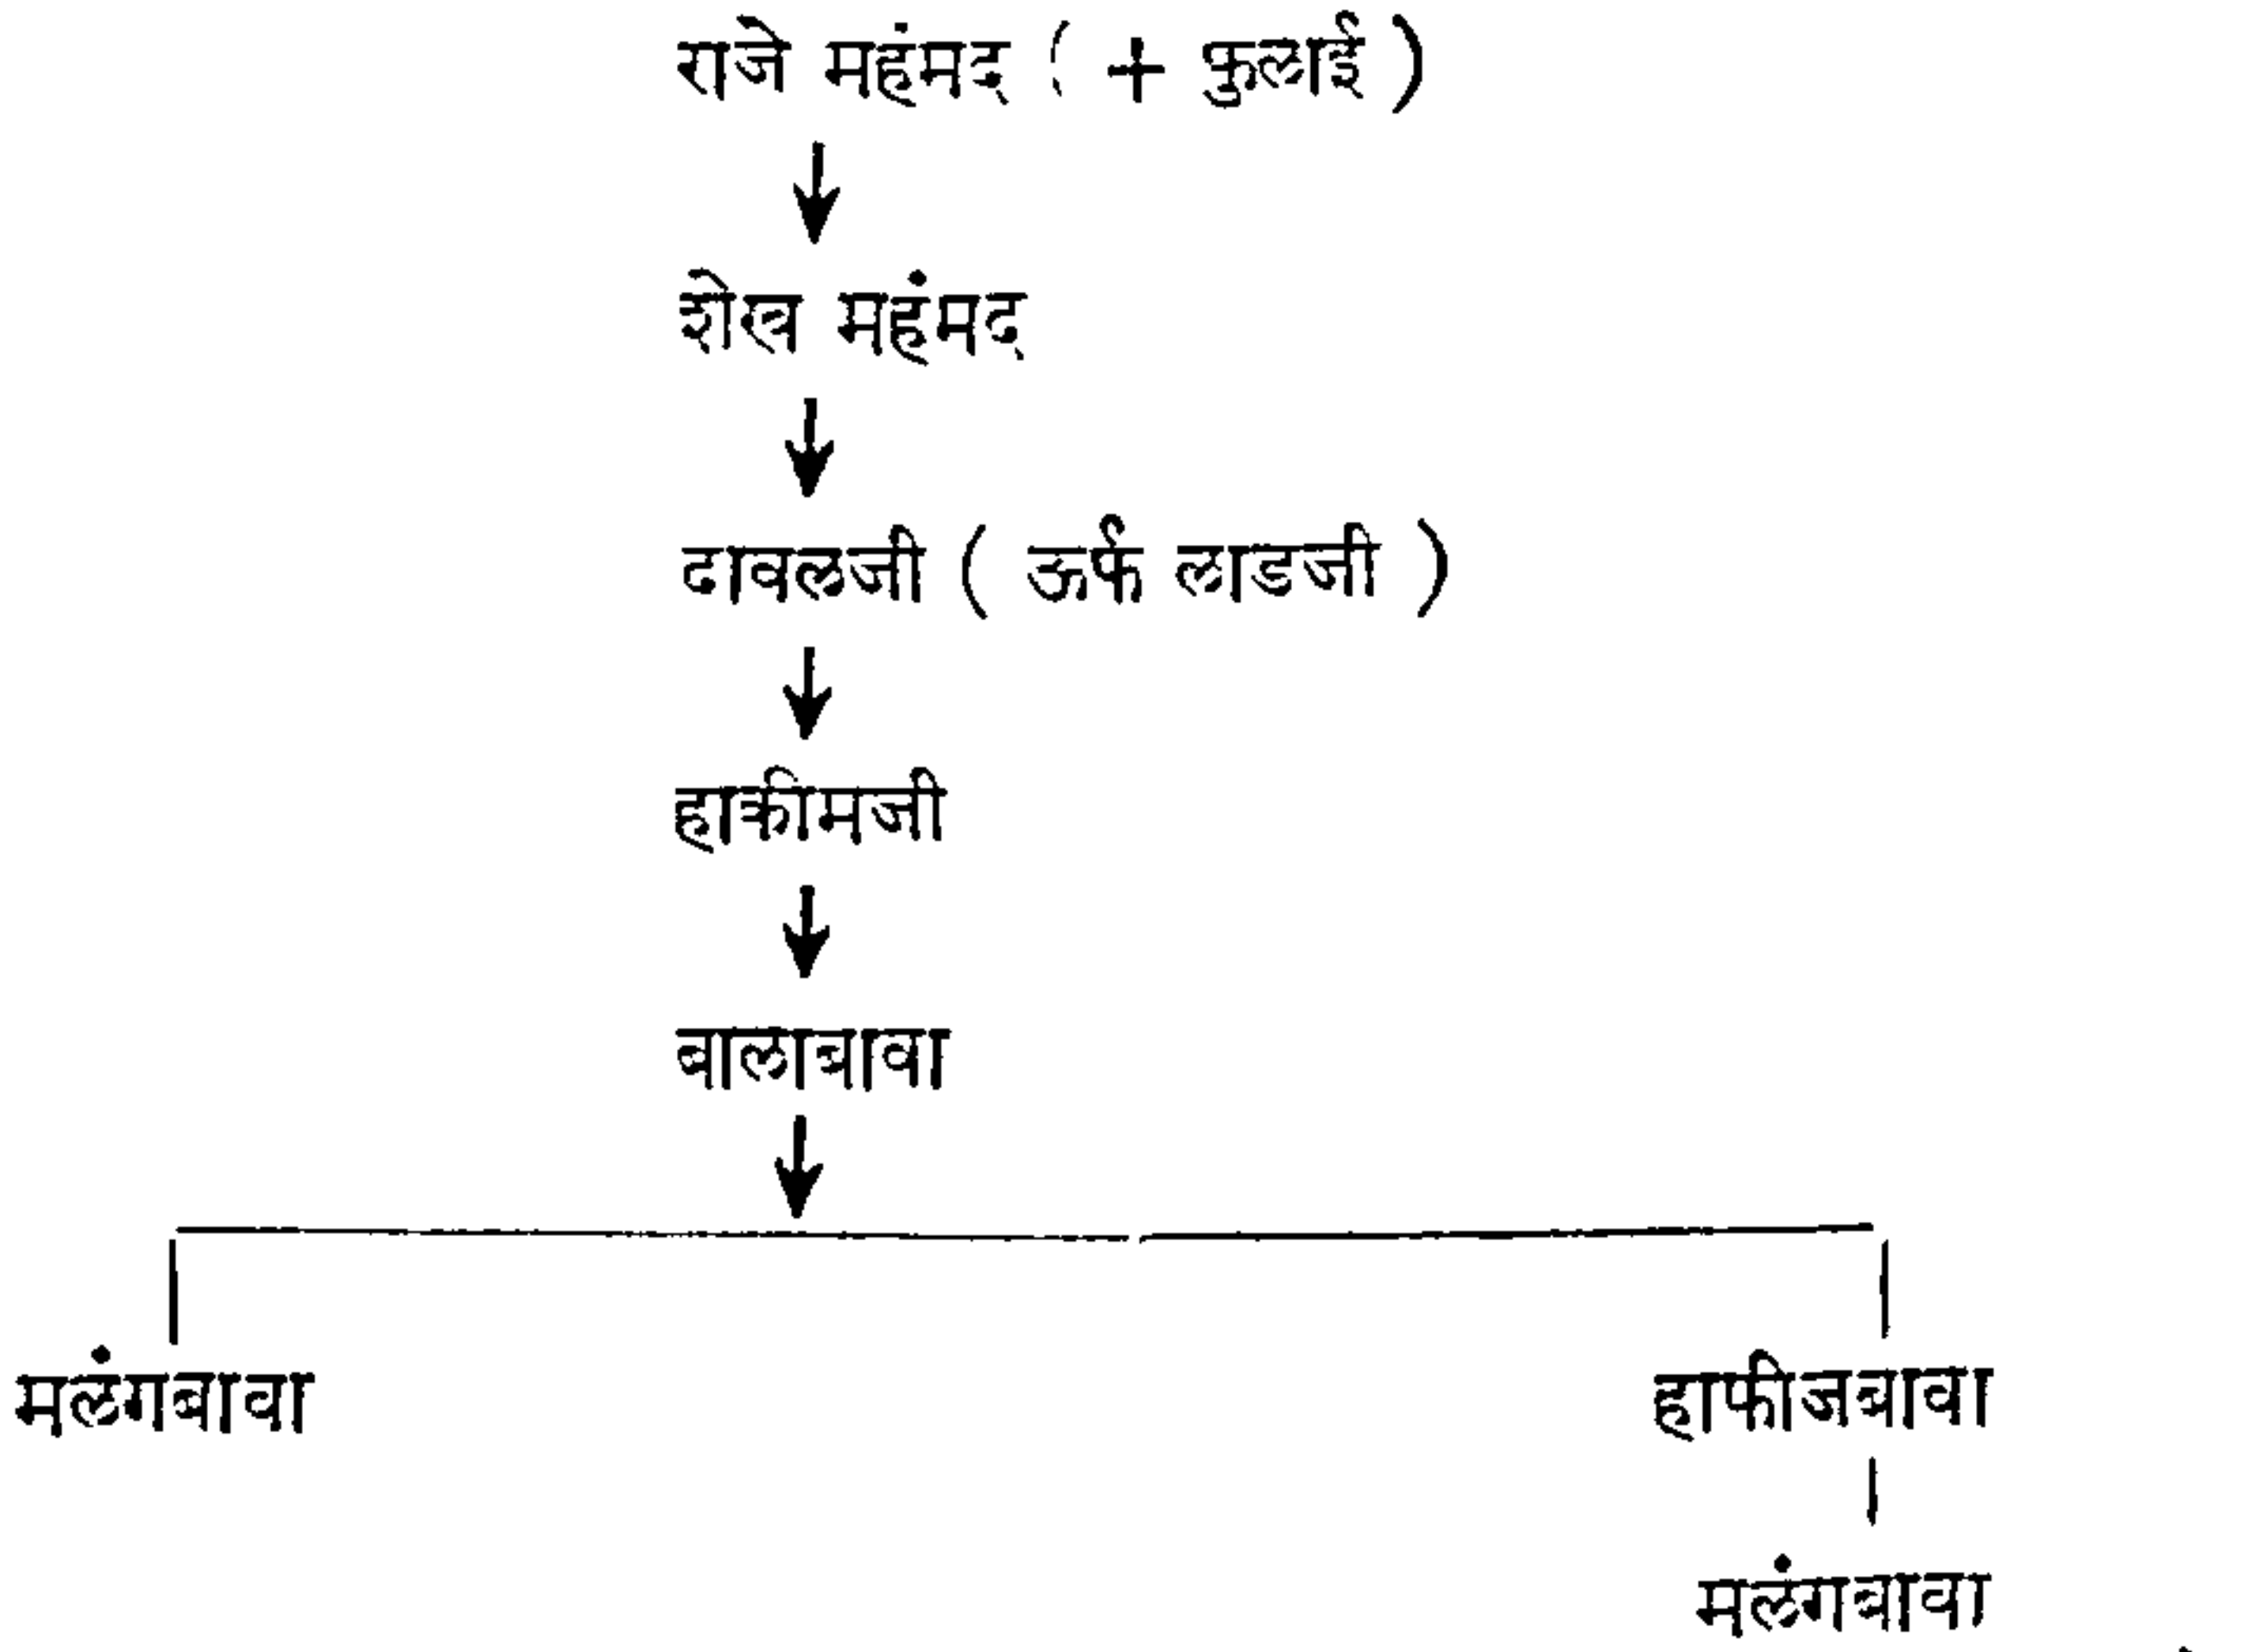 राजे महंमद ( + फुलाई )
शेख महंमद
दावलजी ( ऊर्फ लाडजी )
हाकीमजी
बालाबावा
मलंगबावा
हाफीजबावा
मलंगबावा